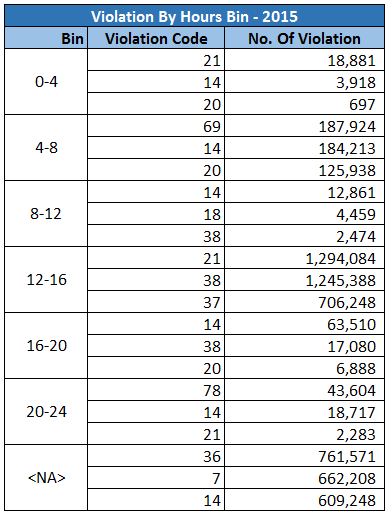 Violation By Hours Bin - 2015
Bin Violation Code No. Of Violation
21 18,881
0-4 14 3,918
20 697
69 187,924
4-8 14 184,213
20 125,938
14 12,861
8-12 18 4,459
38 2,474
21 1,294,084
12-16 38 1,245,388
37 706,248
14 63,510
16-20 38 17,080
20 6,888
78 43,604
20-24 14 18,717
21 2,283
36 761,571
<NA> 7 662,208
14 609,248